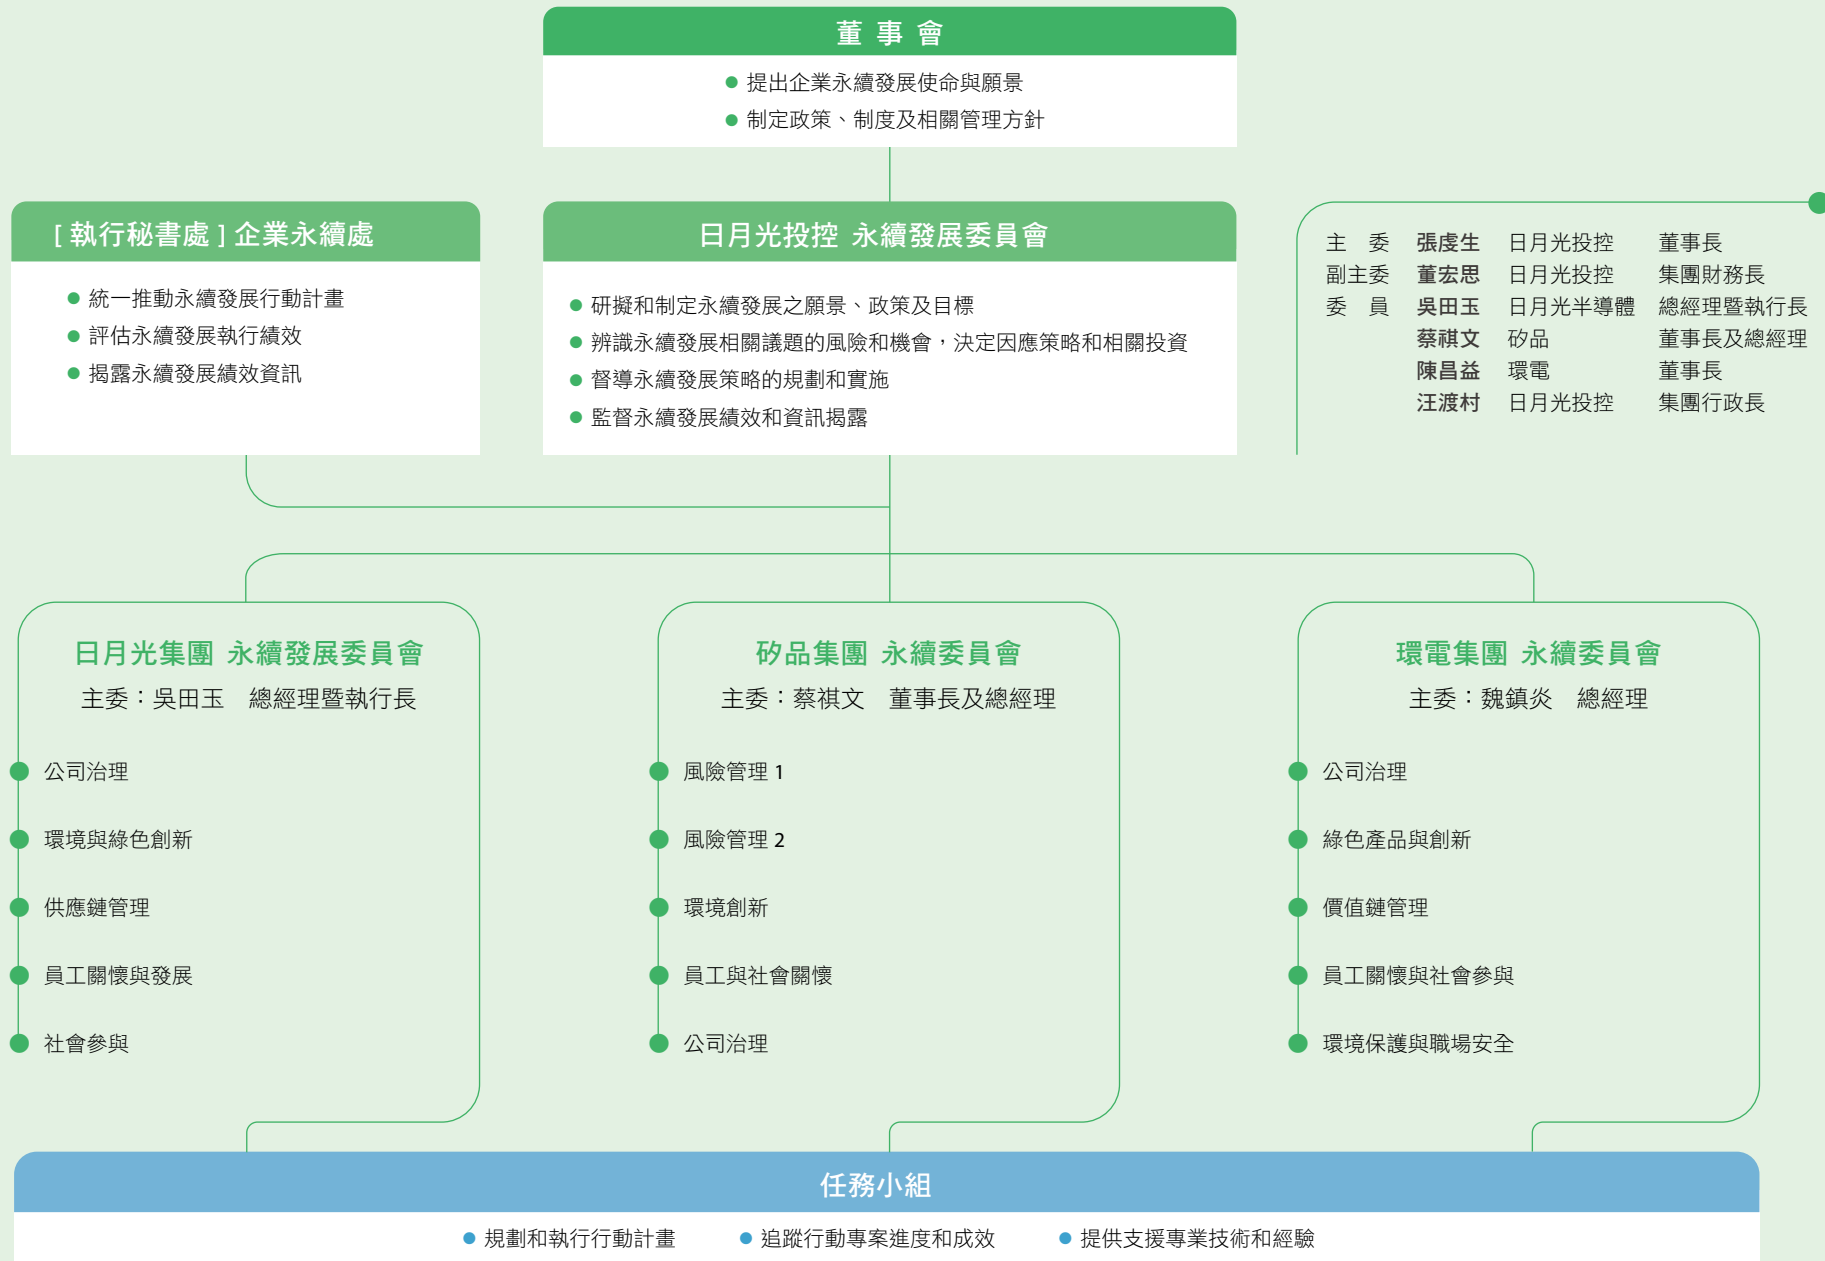 董事會
提出企業永續發展使命與願景
制定政策、制度及相關管理方針
[ 執行秘書處 ] 企業永續處
統一推動永續發展行動計畫
評估永續發展執行績效
揭露永續發展績效資訊
日月光投控 永續發展委員會
研擬和制定永續發展之願景、政策及目標
辨識永續發展相關議題的風險和機會，決定因應策略和相關投資
督導永續發展策略的規劃和實施
監督永續發展績效和資訊揭露
主 委 張虔生 日月光投控 董事長
副主委 董宏思 日月光投控 集團財務長
委 員 吳田玉 日月光半導體 總經理暨執行長
蔡祺文 矽品 董事長及總經理
陳昌益 環電 董事長
汪渡村 日月光投控 集團行政長
日月光集團 永續發展委員會
主委：吳田玉 總經理暨執行長
公司治理
環境與綠色創新
供應鏈管理
員工關懷與發展
社會參與
矽品集團 永續委員會
主委：蔡祺文 董事長及總經理
風險管理 1
風險管理 2
環境創新
員工與社會關懷
公司治理
環電集團 永續委員會
主委：魏鎮炎 總經理
公司治理
綠色產品與創新
價值鏈管理
員工關懷與社會參與
環境保護與職場安全
任務小組
規劃和執行行動計畫 追蹤行動專案進度和成效 提供支援專業技術和經驗